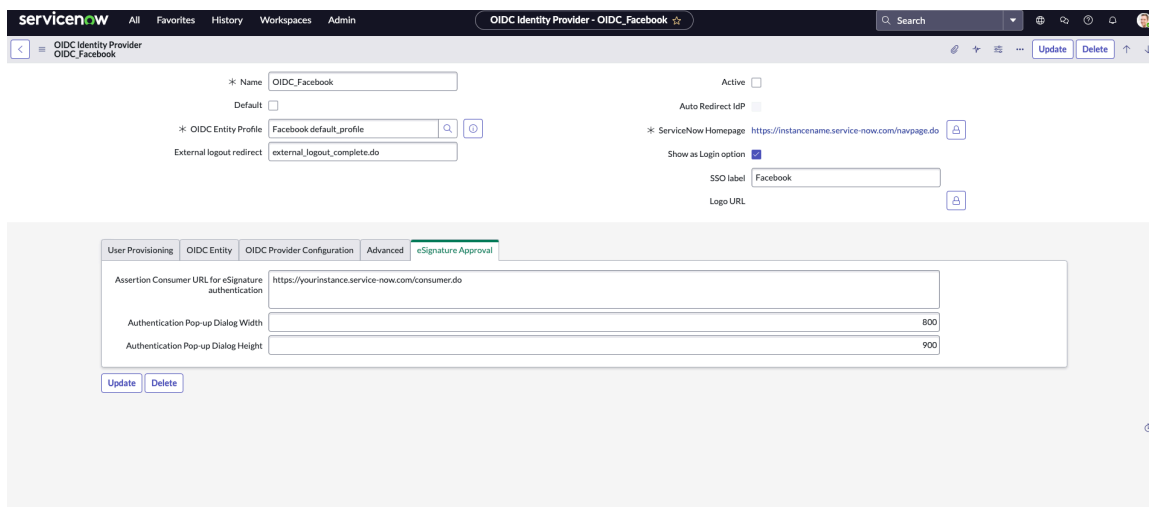 servicenow All Favorites History Workspaces Admin OIDC Identity Provider - OIDC_Facebook Search
OIDC Identity Provider
OIDC_Facebook
Update Delete
Name OIDC_Facebook
Active
Default
Auto Redirect IdP
OIDC Entity Profile Facebook default_profile
ServiceNow Homepage https://instancename.service-now.com/navpage.do
External logout redirect external_logout_complete.do
Show as Login option
SSO label Facebook
Logo URL
User Provisioning OIDC Entity OIDC Provider Configuration Advanced eSignature Approval
Assertion Consumer URL for eSignature https://yourinstance.service-now.com/consumer.do
authentication
Authentication Pop-up Dialog Width 800
Authentication Pop-up Dialog Height 900
Update Delete